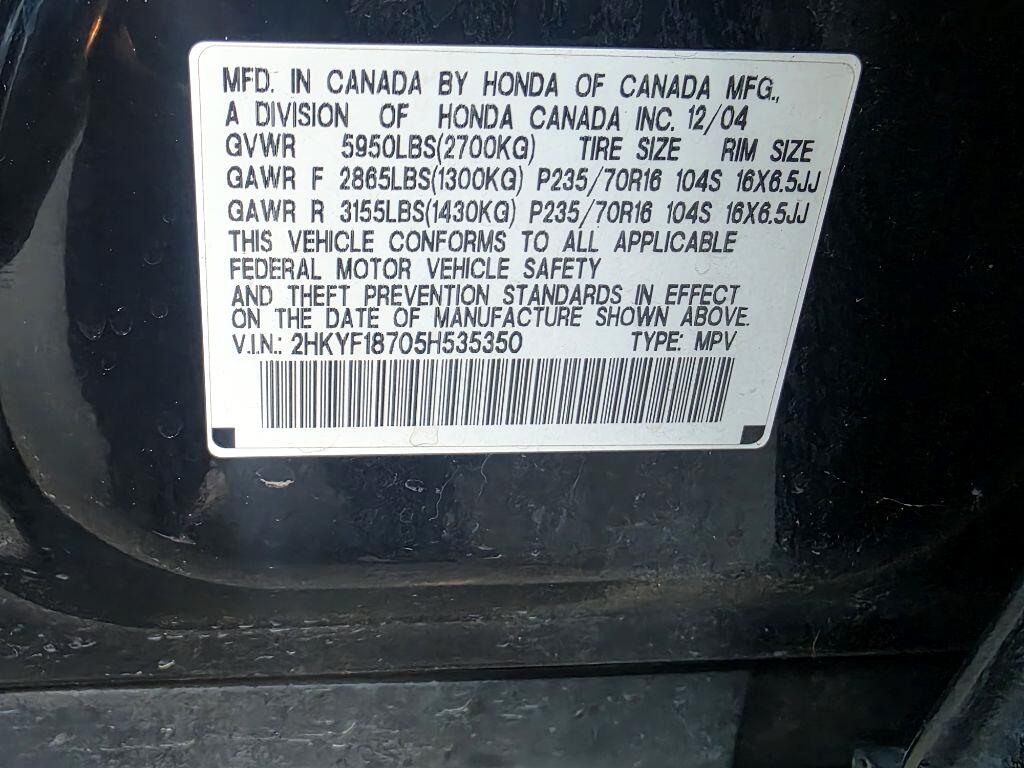 MFD. IN CANADA BY HONDA OF CANADA MFG.,
A DIVISION OF HONDA CANADA INC. 12/04
GVWR 5950LBS(2700KG) TIRE SIZE RIM SIZE
GAWR F 2865LBS(1300KG) P235/70R16 104S 16X6.5JJ
GAWR R 3155LBS(1430KG) P235/70R16 104S 16X6.5JJ
THIS VEHICLE CONFORMS TO ALL APPLICABLE
FEDERAL MOTOR VEHICLE SAFETY
AND THEFT PREVENTION STANDARDS IN EFFECT
ON THE DATE OF MANUFACTURE SHOWN ABOVE.
V.I.N.: 2HKYF18705H535350 TYPE: MPV